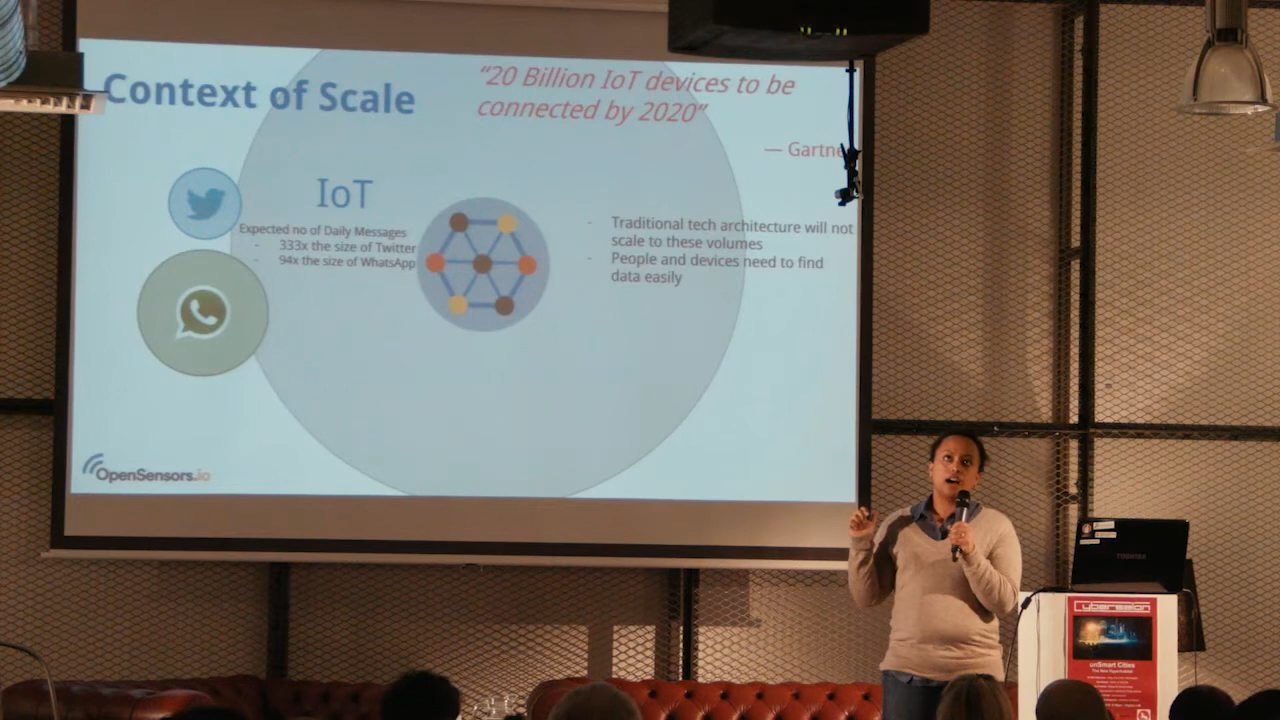 Context of Scale
“20 Billion IoT devices to be
connected by 2020”
— Gartne
IoT
Expected no of Daily Messages
- 333x the size of Twitter
- 94x the size of WhatsApp
- Traditional tech architecture will not
scale to these volumes
- People and devices need to find
data easily
OpenSensors.io
TOSHIBA
unSmart Cities